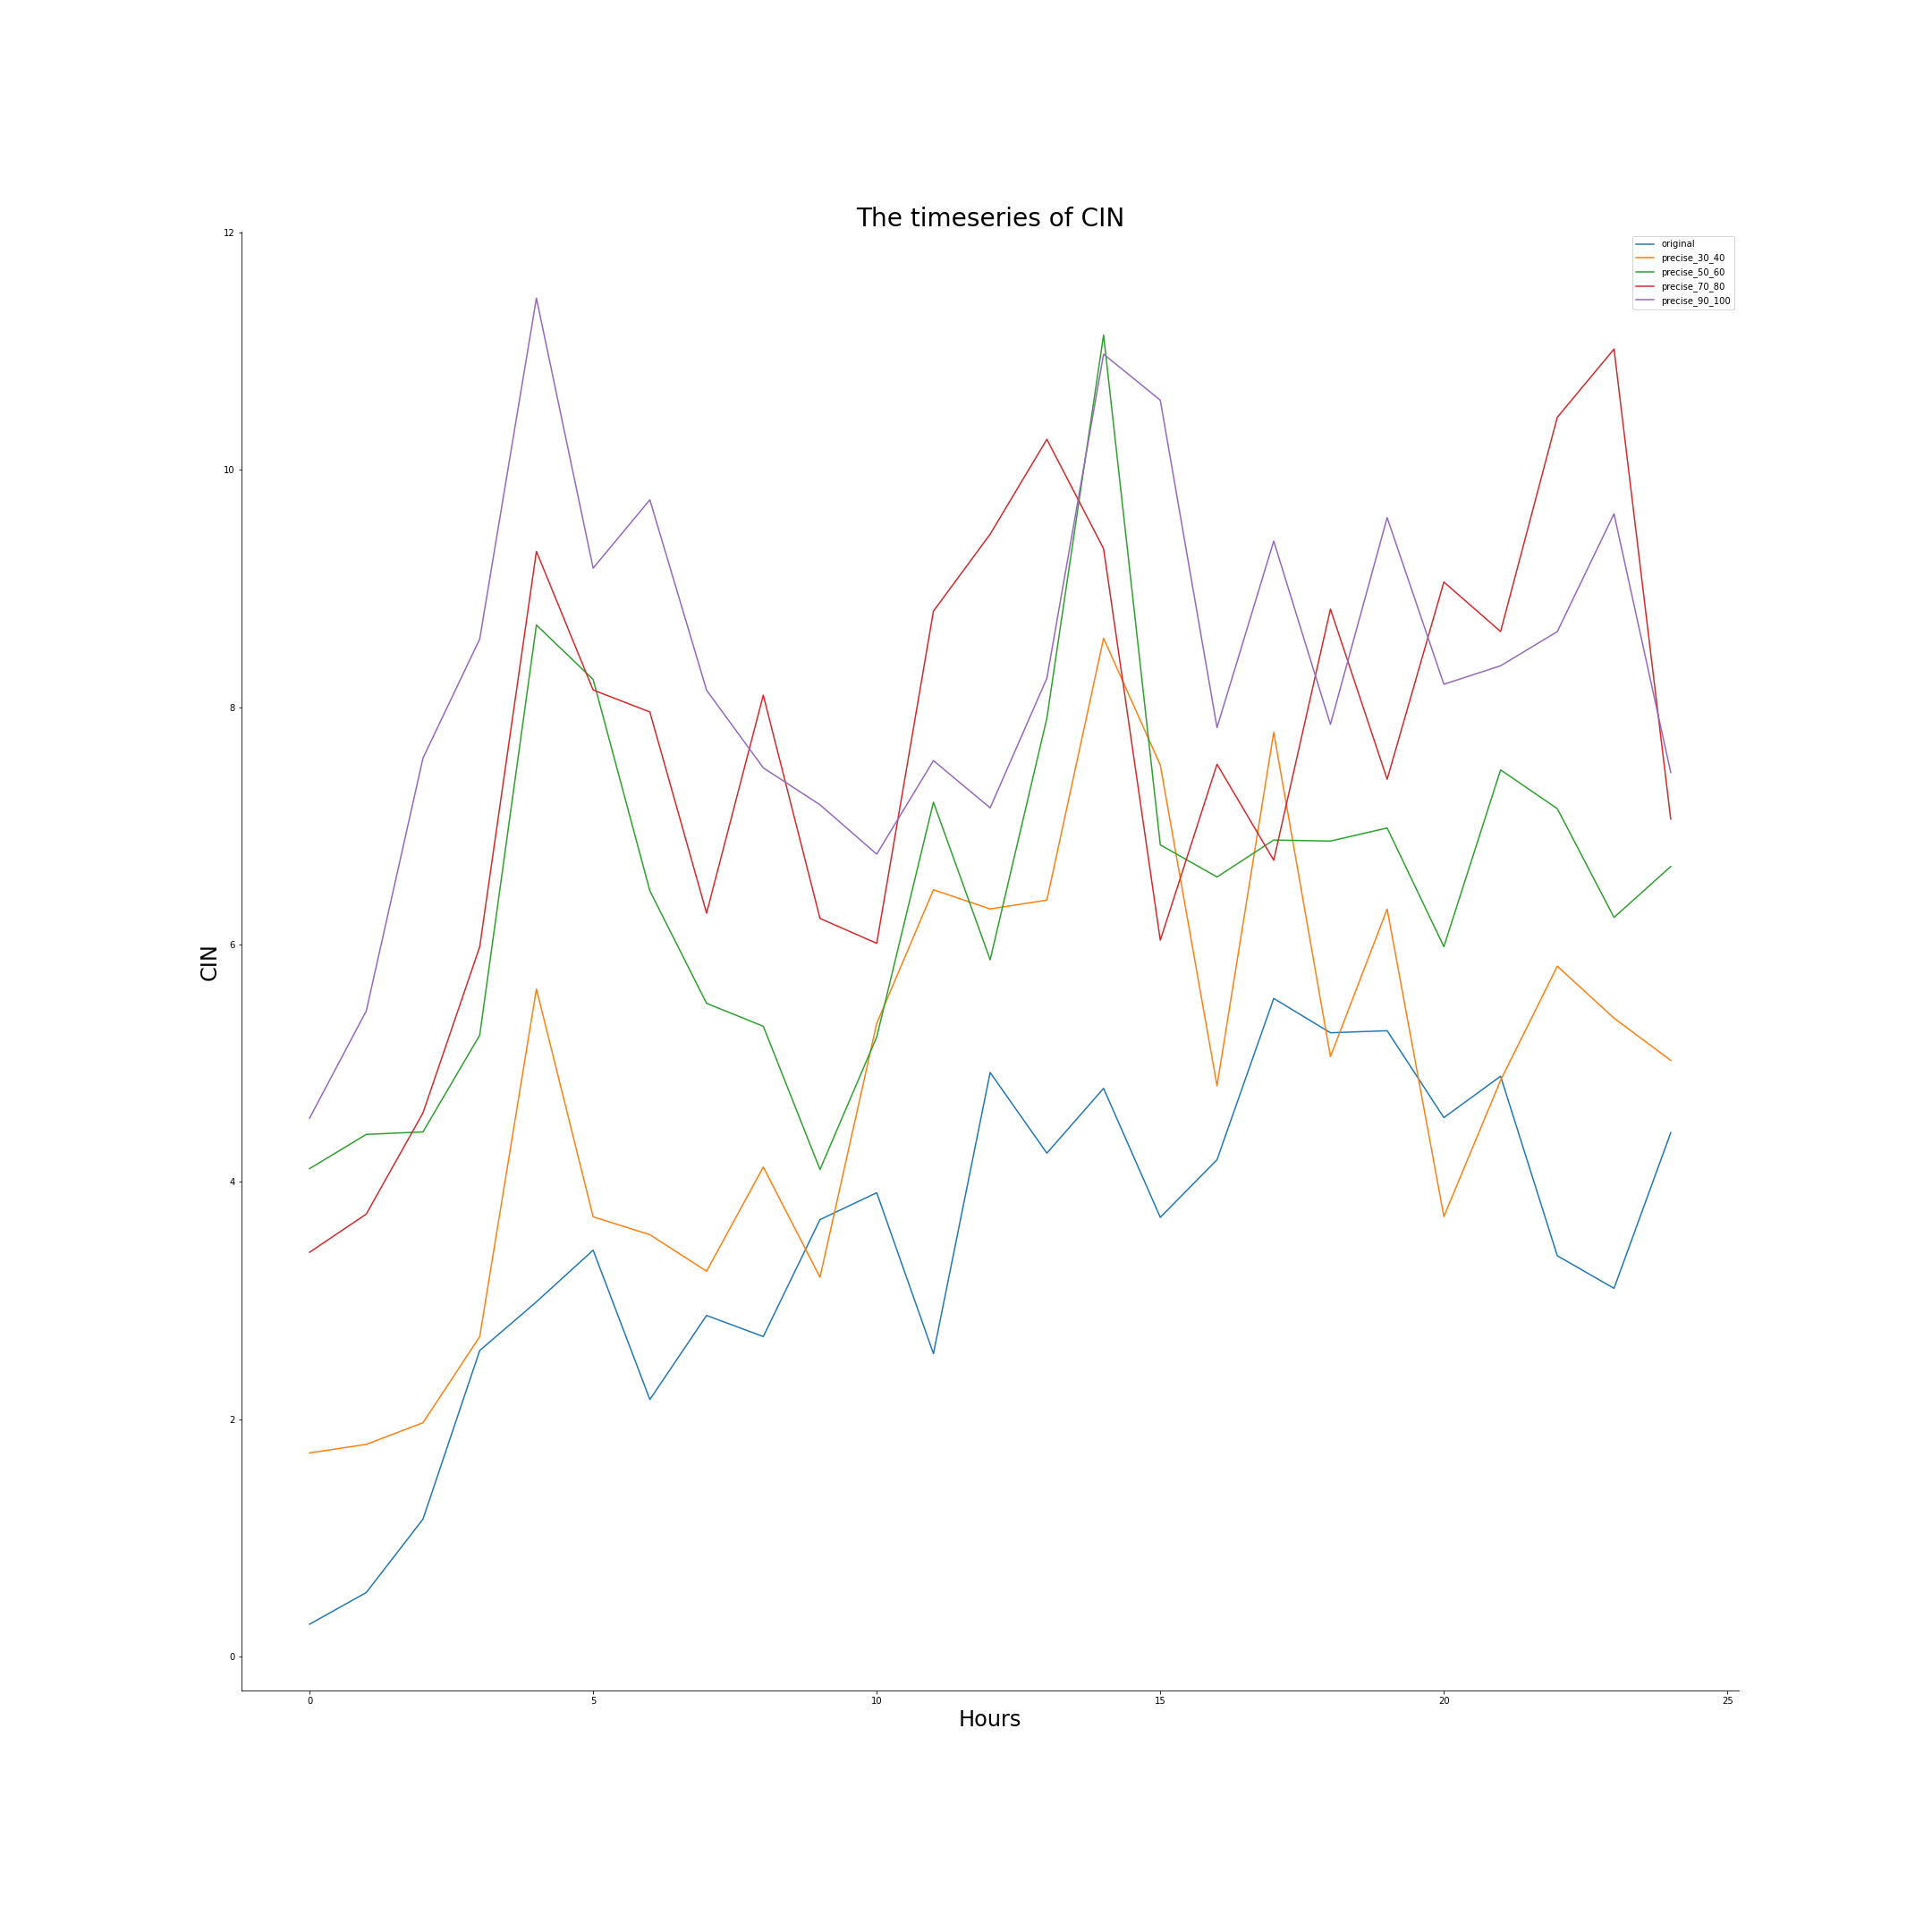 The timeseries of CIN
12
10
8
6
4
2
0
CIN
original
precise_30_40
precise_50_60
precise_70_80
precise_90_100
0 5 10 15 20 25
Hours